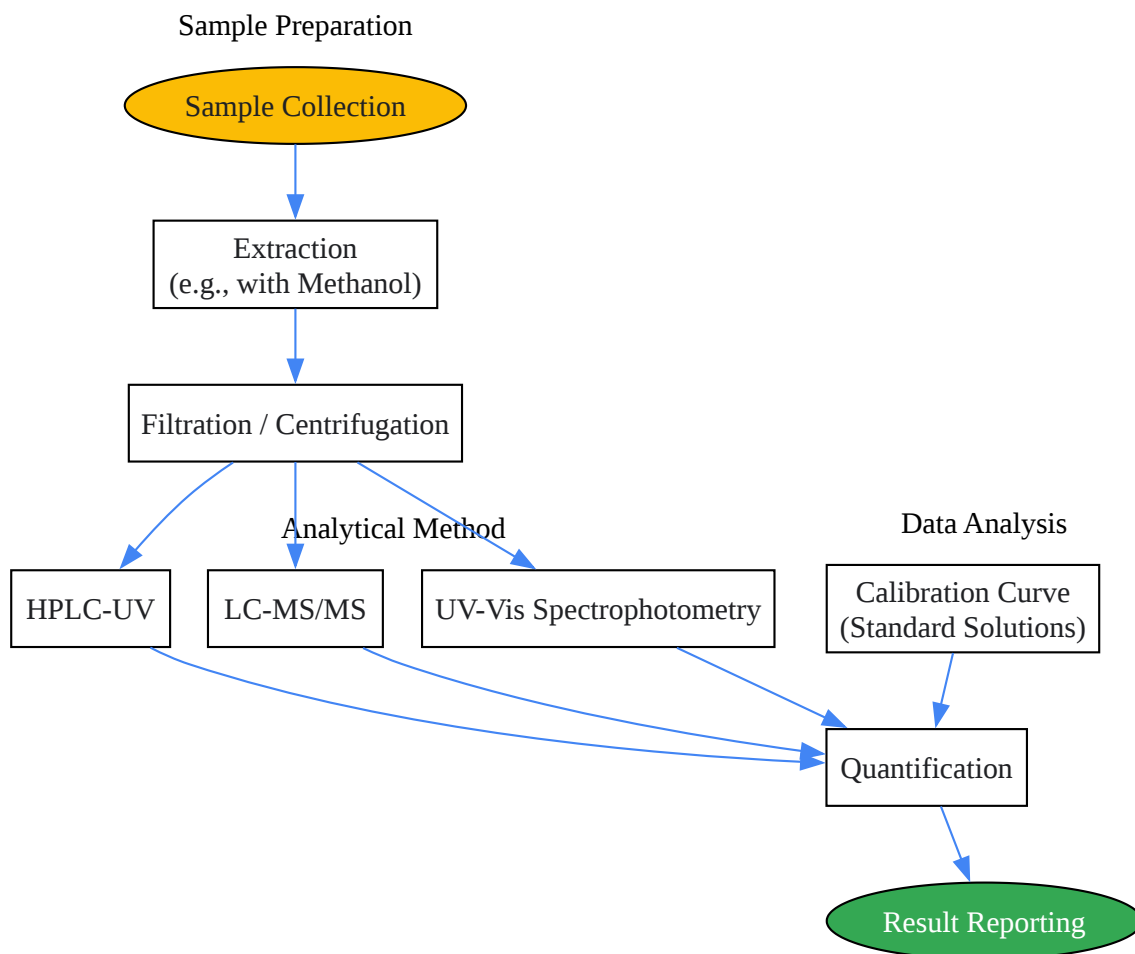 Sample Preparation
Sample Collection
Extraction
(e.g., with Methanol)
Filtration / Centrifugation
Analytical Method
Data Analysis
HPLC-UV
LC-MS/MS
UV-Vis Spectrophotometry
Calibration Curve
(Standard Solutions)
Quantification
Result Reporting